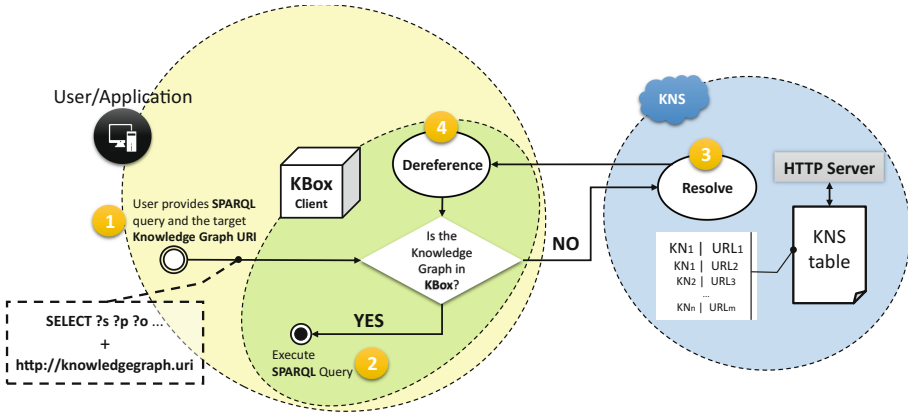 User/Application
1
User provides SPARQL
query and the target
Knowledge Graph URI
SELECT ?s ?p ?o ...
+
http://knowledgegraph.uri
KBox
Client
4
Dereference
Is the
Knowledge
Graph in
KBox?
NO
YES
Execute
SPARQL Query
2
KNS
3
Resolve
HTTP Server
KNS
table
KN1 | URL1
KN1 | URL2
KN2 | URL3
...
KNn | URLm